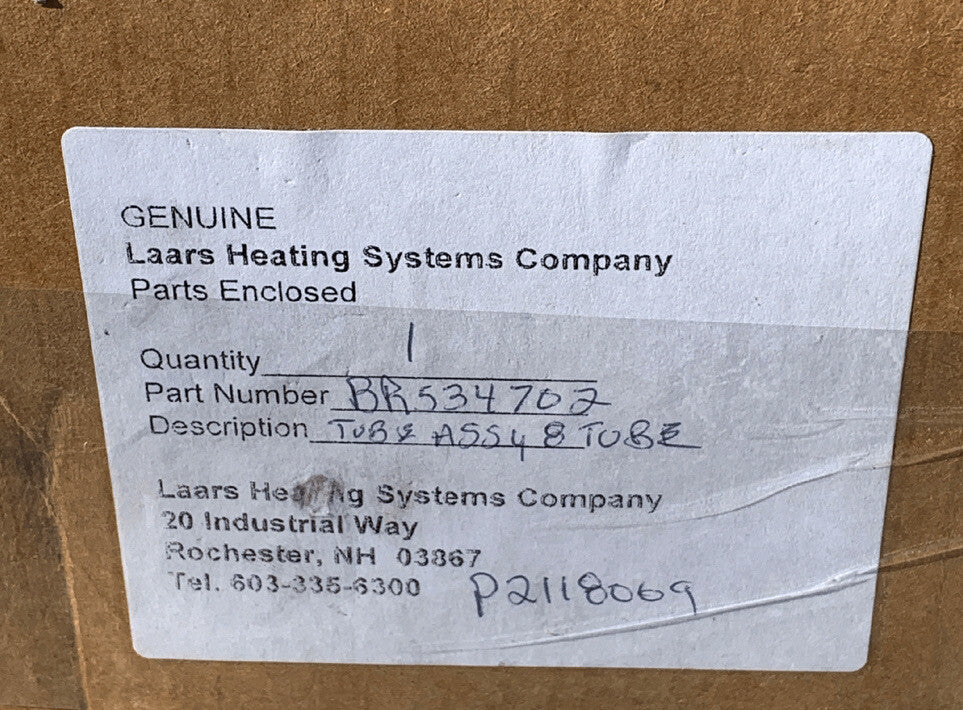 GENUINE
Laars Heating Systems Company
Parts Enclosed
Quantity 1
Part Number BR534702
Description TUBE ASSY 8 TUBE
Laars Heating Systems Company
20 Industrial Way
Rochester, NH 03867
Tel. 603-335-6300
P2118069